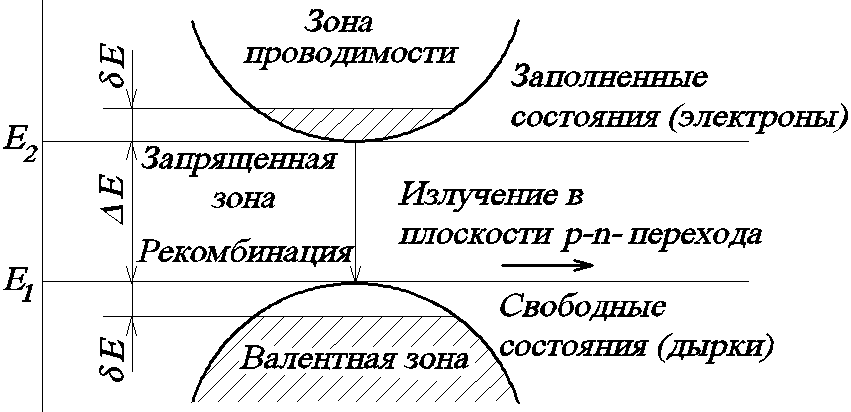 Зона
проводимости
δE
Заполненные
состояния (электроны)
E2
Запрященная
зона
ΔE
Излучение в
плоскости p-n- перехода
Рекомбинация
E1
Свободные
состояния (дырки)
δE
Валентная зона